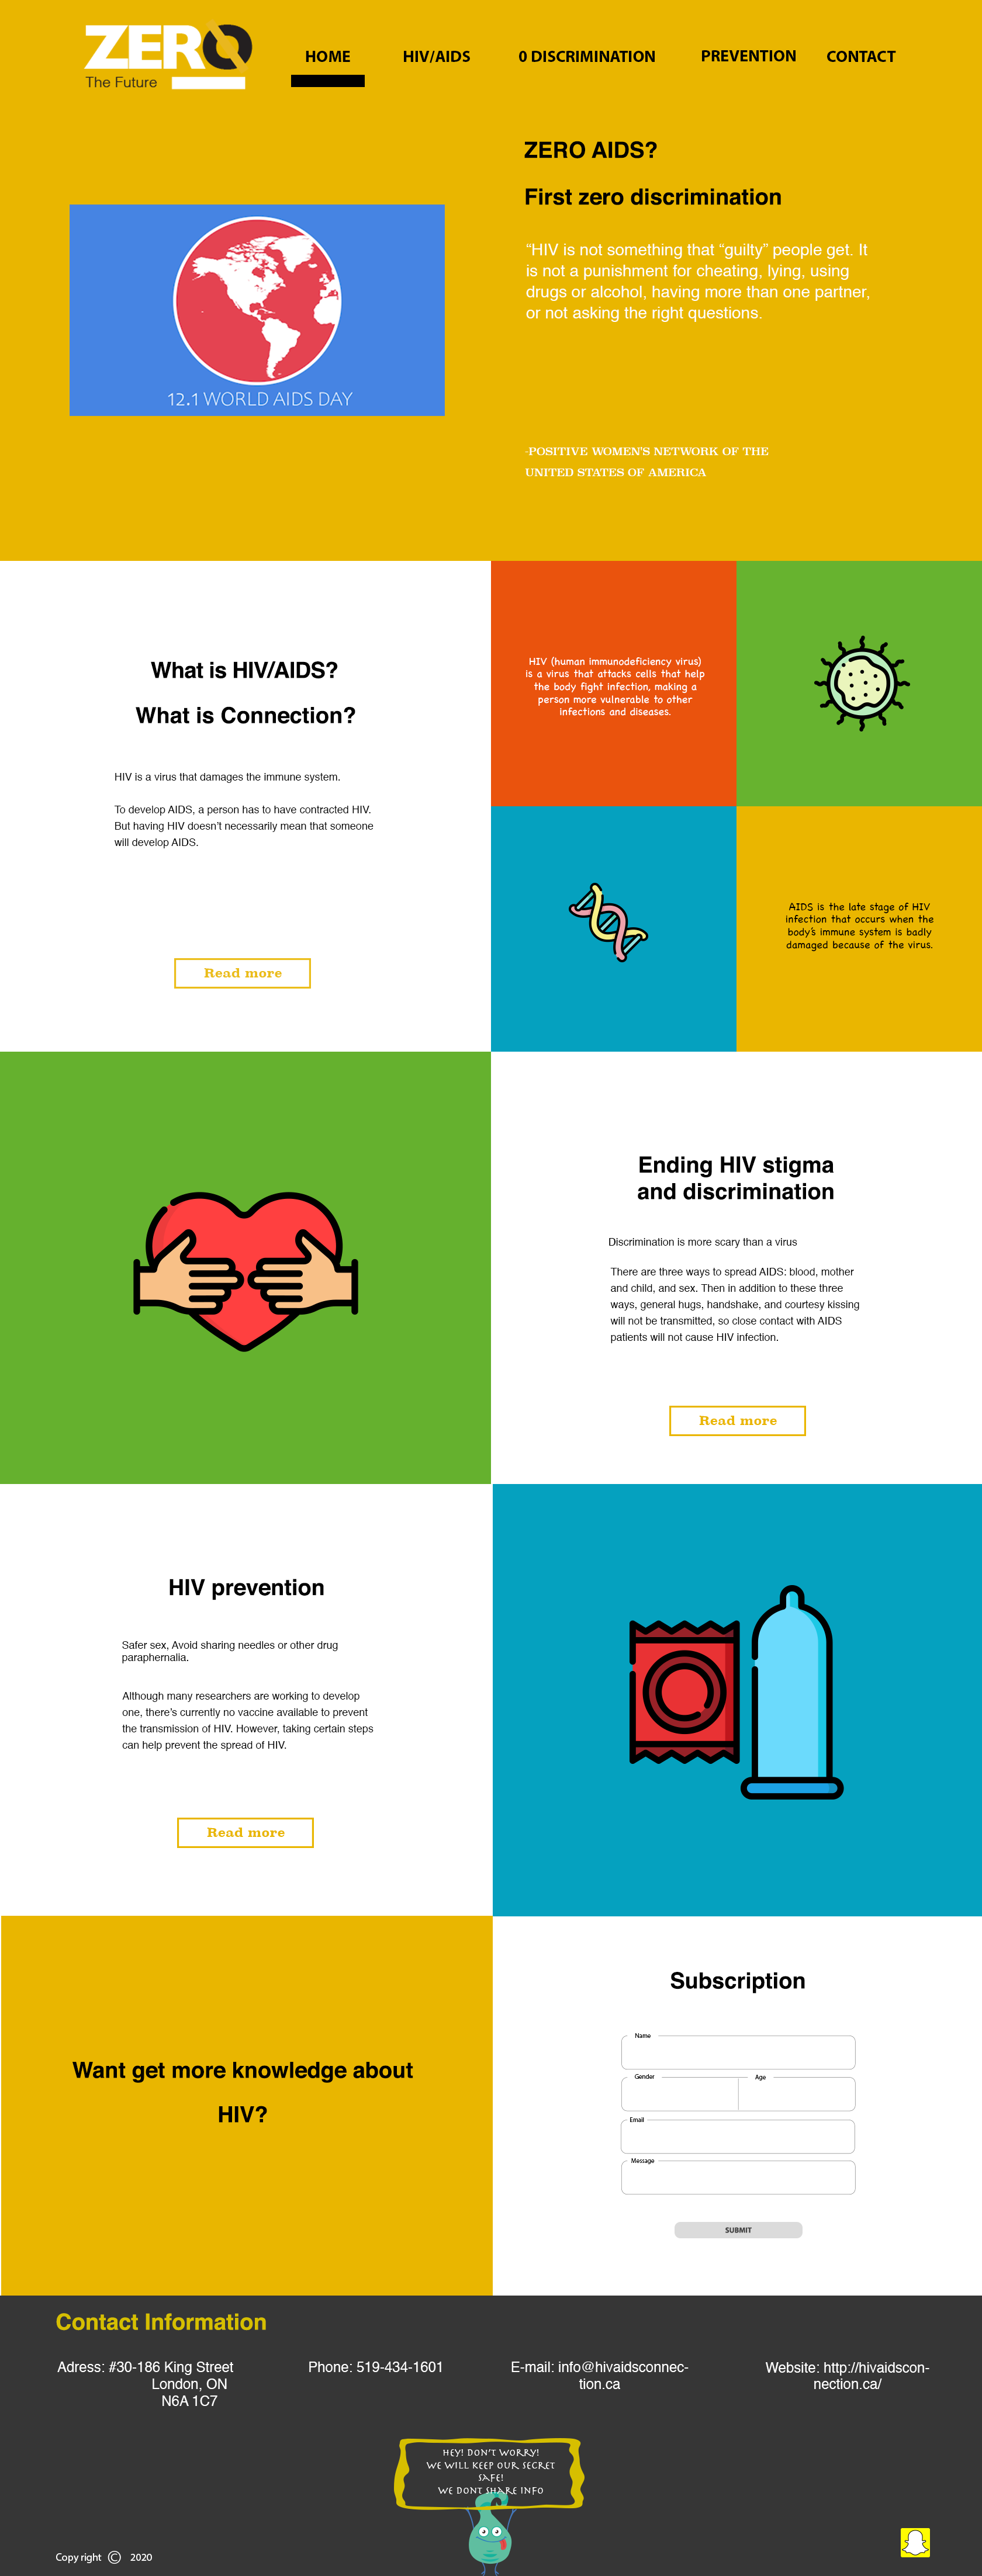 ZERO
The Future
HOME
HIV/AIDS
0 DISCRIMINATION
PREVENTION
CONTACT
ZERO AIDS?
First zero discrimination
“HIV is not something that “guilty” people get. It
is not a punishment for cheating, lying, using
drugs or alcohol, having more than one partner,
or not asking the right questions.
-POSITIVE WOMEN'S NETWORK OF THE
UNITED STATES OF AMERICA
12.1 WORLD AIDS DAY
What is HIV/AIDS?
What is Connection?
HIV is a virus that damages the immune system.
To develop AIDS, a person has to have contracted HIV.
But having HIV doesn’t necessarily mean that someone
will develop AIDS.
Read more
HIV (human immunodeficiency virus)
is a virus that attacks cells that help
the body fight infection, making a
person more vulnerable to other
infections and diseases.
AIDS is the late stage of HIV
infection that occurs when the
body’s immune system is badly
damaged because of the virus.
Ending HIV stigma
and discrimination
Discrimination is more scary than a virus
There are three ways to spread AIDS: blood, mother
and child, and sex. Then in addition to these three
ways, general hugs, handshake, and courtesy kissing
will not be transmitted, so close contact with AIDS
patients will not cause HIV infection.
Read more
HIV prevention
Safer sex, Avoid sharing needles or other drug
paraphernalia.
Although many researchers are working to develop
one, there’s currently no vaccine available to prevent
the transmission of HIV. However, taking certain steps
can help prevent the spread of HIV.
Read more
Want get more knowledge about
HIV?
Subscription
Name
Gender
Age
Email
Message
SUBMIT
Contact Information
Adress: #30-186 King Street
London, ON
N6A 1C7
Phone: 519-434-1601
E-mail: info@hivaidsconnec-
tion.ca
Website: http://hivaidscon-
nection.ca/
HEY! DON'T WORRY!
WE WILL KEEP OUR SECRET
SAFE!
WE DONT SHARE INFO
Copy right © 2020